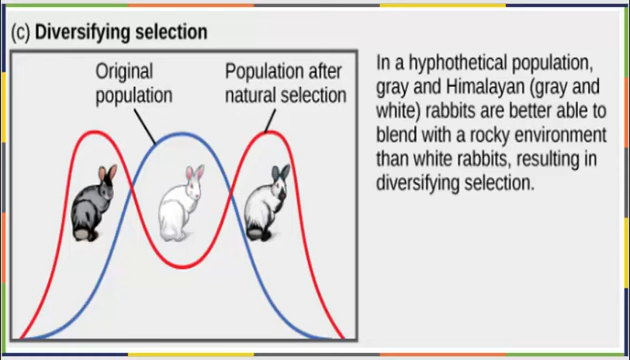 (c) Diversifying selection
Original
population
Population after
natural selection
In a hyphothetical population,
gray and Himalayan (gray and
white) rabbits are better able to
blend with a rocky environment
than white rabbits, resulting in
diversifying selection.